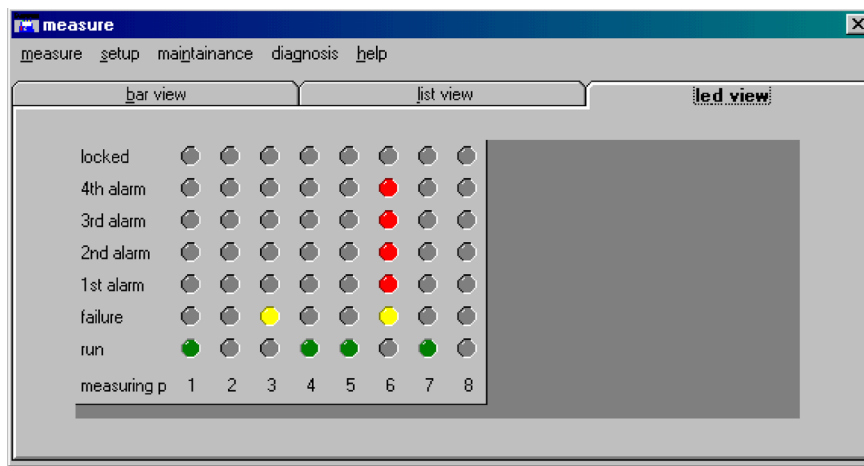 measure
measure setup maintainance diagnosis help
bar view list view led view
locked
4th alarm
3rd alarm
2nd alarm
1st alarm
failure
run
measuring p 1 2 3 4 5 6 7 8